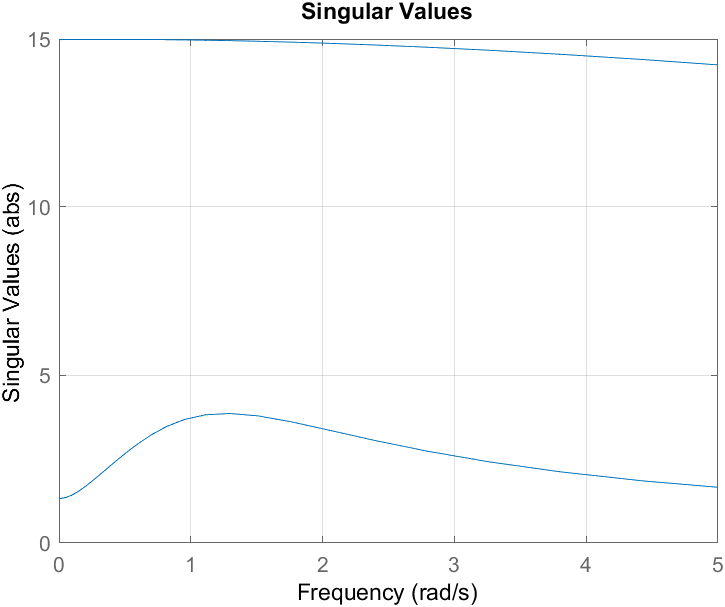 Singular Values
15
10
5
0
Singular Values (abs)
0 1 2 3 4 5
Frequency (rad/s)